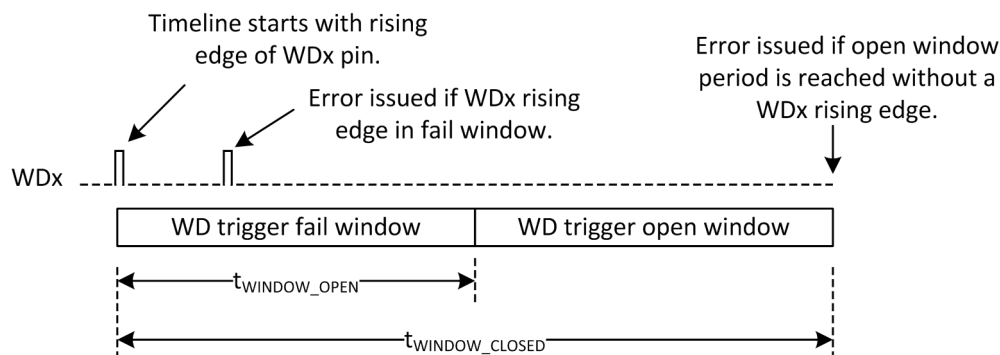 Timeline starts with rising
edge of WDx pin.
Error issued if WDx rising
edge in fail window.
Error issued if open window
period is reached without a
WDx rising edge.
WDx
WD trigger fail window
WD trigger open window
tWINDOW_OPEN
tWINDOW_CLOSED